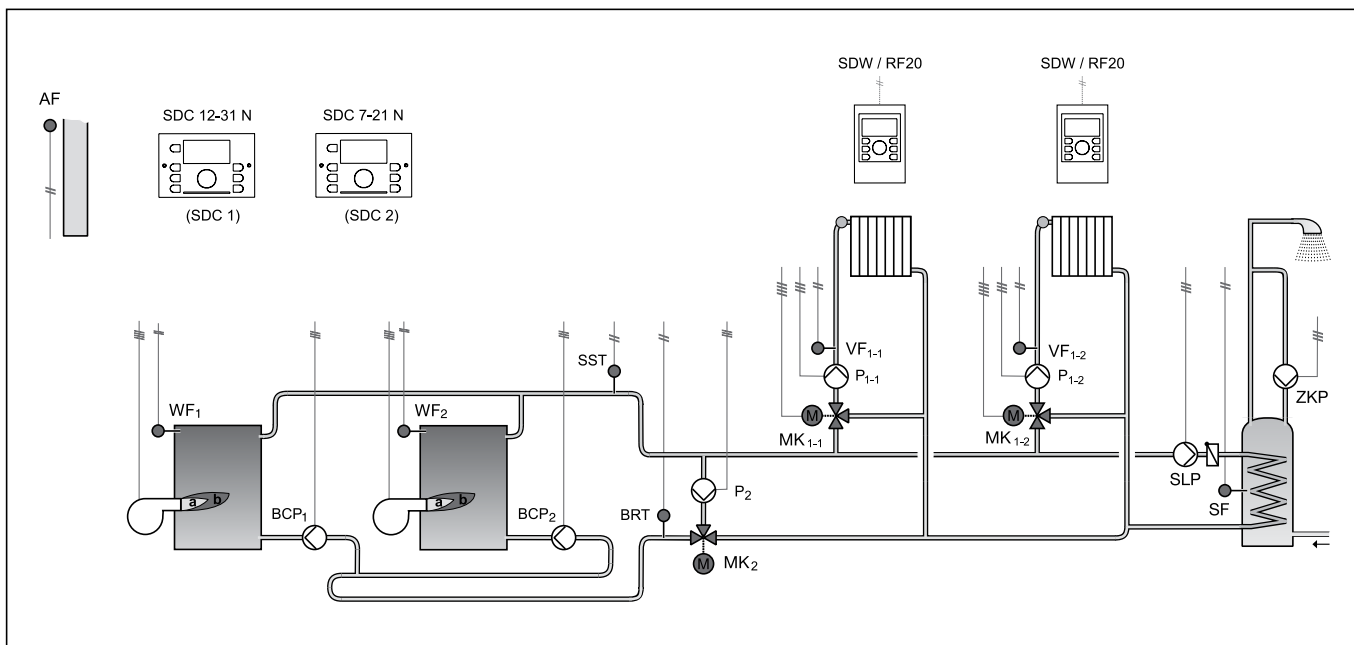 SDW / RF20
SDW / RF20
AF
SDC 12-31 N
SDC 7-21 N
(SDC 1)
(SDC 2)
SST
VF1-1
VF1-2
P1-1
P1-2
ZKP
WF1
WF2
M
M
MK1-1
MK1-2
SLP
SF
a b
a b
P2
BCP1
BCP2
BRT
M
MK2